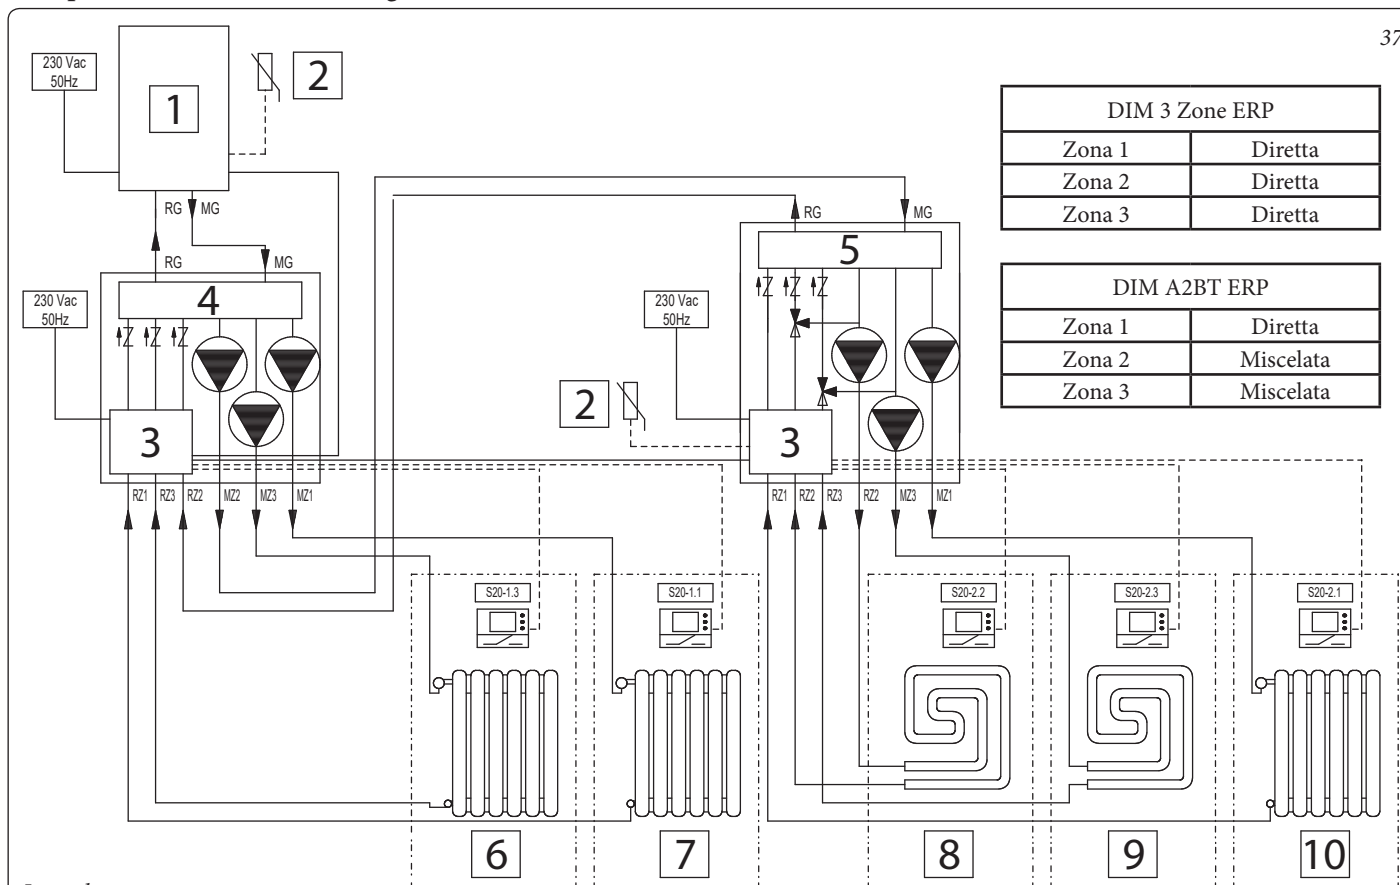 37
230 Vac
50Hz
1
2
DIM 3 Zone ERP
Zona 1 Diretta
Zona 2 Diretta
Zona 3 Diretta
RG MG
RG MG
RG MG
5
DIM A2BT ERP
Zona 1 Diretta
Zona 2 Miscelata
Zona 3 Miscelata
4
230 Vac
50Hz
230 Vac
50Hz
2
3
3
RZ1 RZ3 RZ2 MZ2 MZ3 MZ1
RZ1 RZ2 RZ3 RZ2 MZ3 MZ1
S20-1.3
S20-1.1
S20-2.2
S20-2.3
S20-2.1
6
7
8
9
10